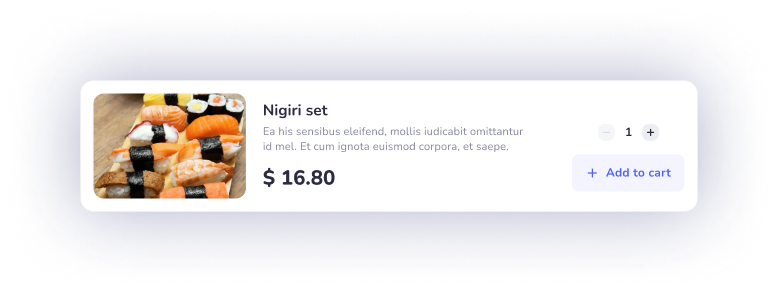 Nigiri set
Ea his sensibus eleifend, mollis iudicabit omittantur
id mel. Et cum ignota euismod corpora, et saepe.
$ 16.80
− 1 +
+ Add to cart